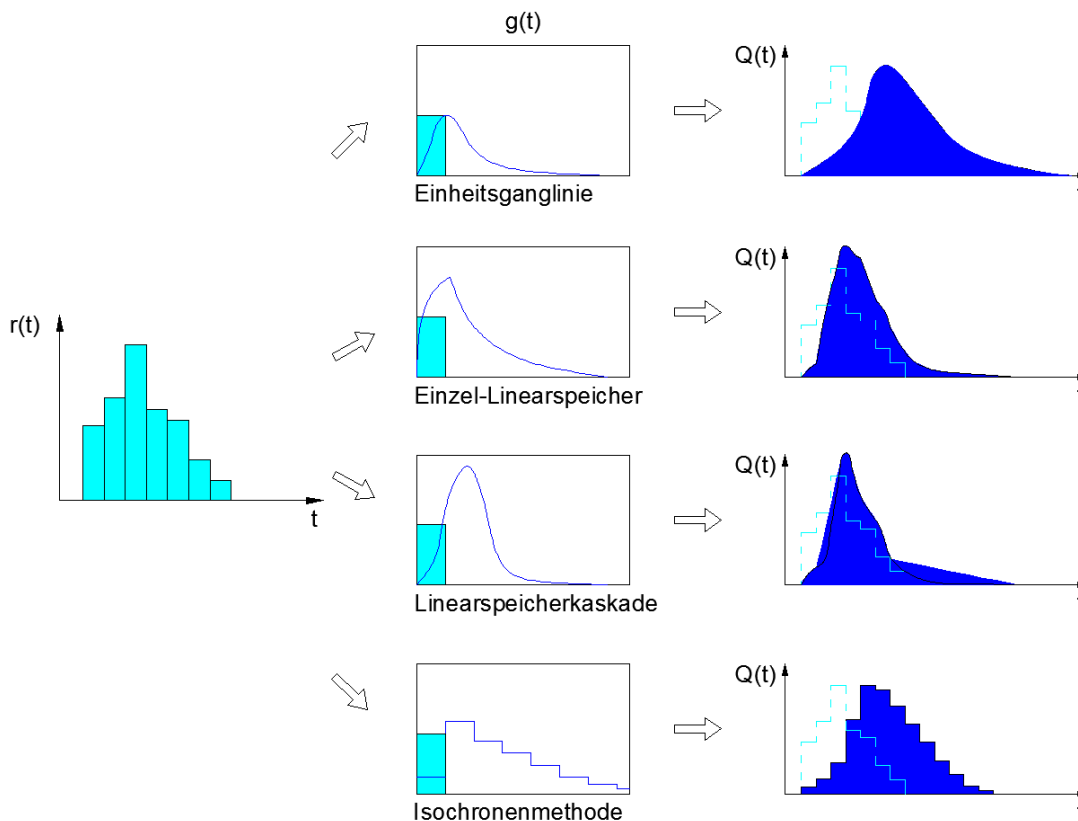 g(t)
Q(t)
Einheitsganglinie
Q(t)
Einzel-Linearspeicher
r(t)
t
Q(t)
Linearspeicherkaskade
Q(t)
Isochronenmethode